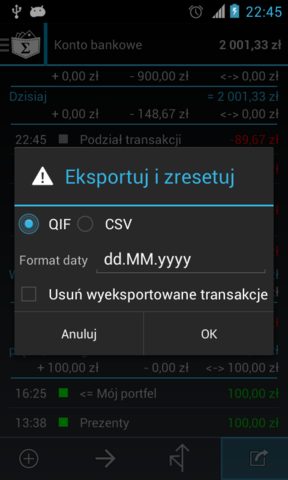 22:45
Konto bankowe 2 001,33 zł
+ 0,00 zł - 900,00 zł <-> 0,00 zł
Dzisiaj = 2 001,33 zł
+ 0,00 zł - 148,67 zł <-> 0,00 zł
22:45 Podział transakcji -89,67 zł
Eksportuj i zresetuj
QIF CSV
Format daty dd.MM.yyyy
Usuń wyeksportowane transakcje
Anuluj OK
+ 100,00 zł - 0,00 zł <-> 0,00 zł
16:25 <= Mój portfel 100,00 zł
13:38 Prezenty 100,00 zł